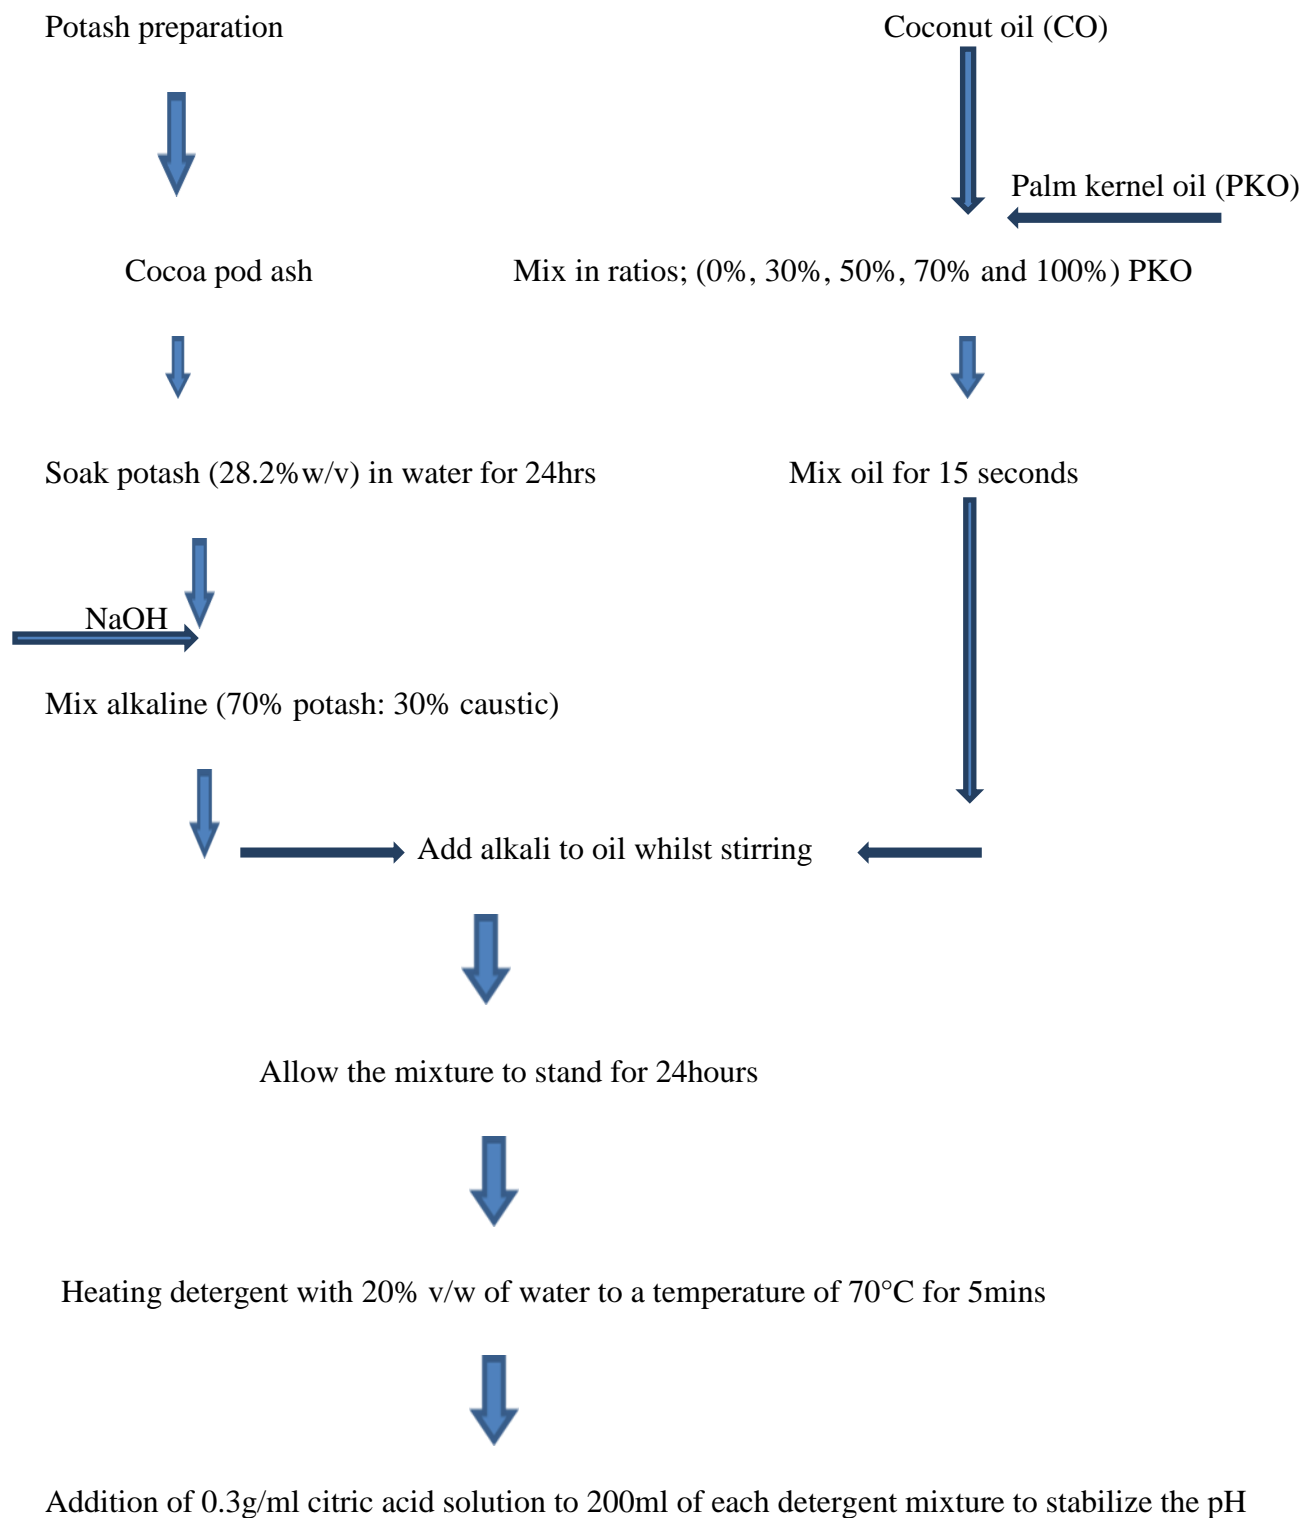 Potash preparation
Coconut oil (CO)
Palm kernel oil (PKO)
Cocoa pod ash
Mix in ratios; (0%, 30%, 50%, 70% and 100%) PKO
Soak potash (28.2%w/v) in water for 24hrs
Mix oil for 15 seconds
NaOH
Mix alkaline (70% potash: 30% caustic)
Add alkali to oil whilst stirring
Allow the mixture to stand for 24hours
Heating detergent with 20% v/w of water to a temperature of 70°C for 5mins
Addition of 0.3g/ml citric acid solution to 200ml of each detergent mixture to stabilize the pH